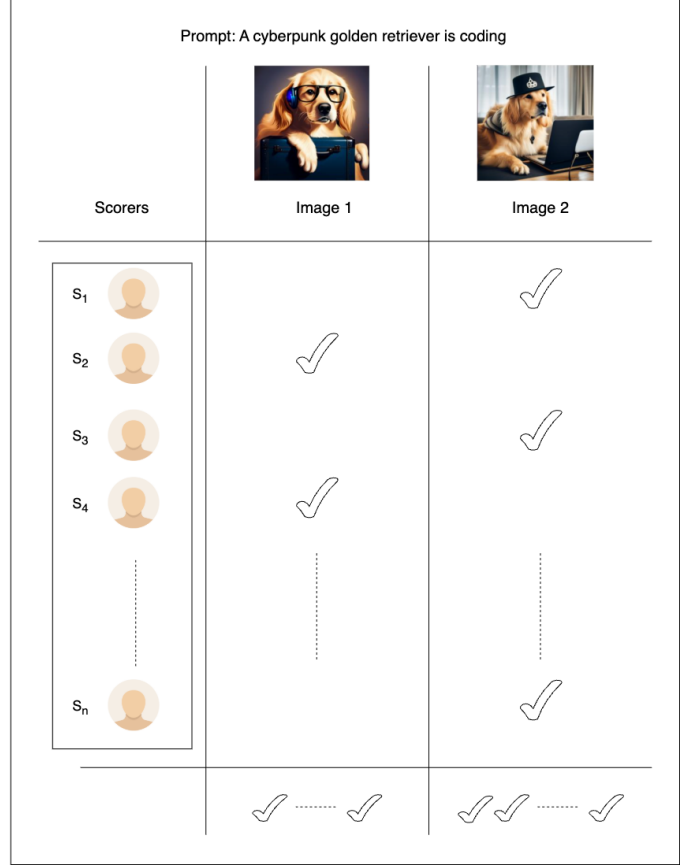 Prompt: A cyberpunk golden retriever is coding
Scorers
Image 1
Image 2
S1
S2
S3
S4
Sn